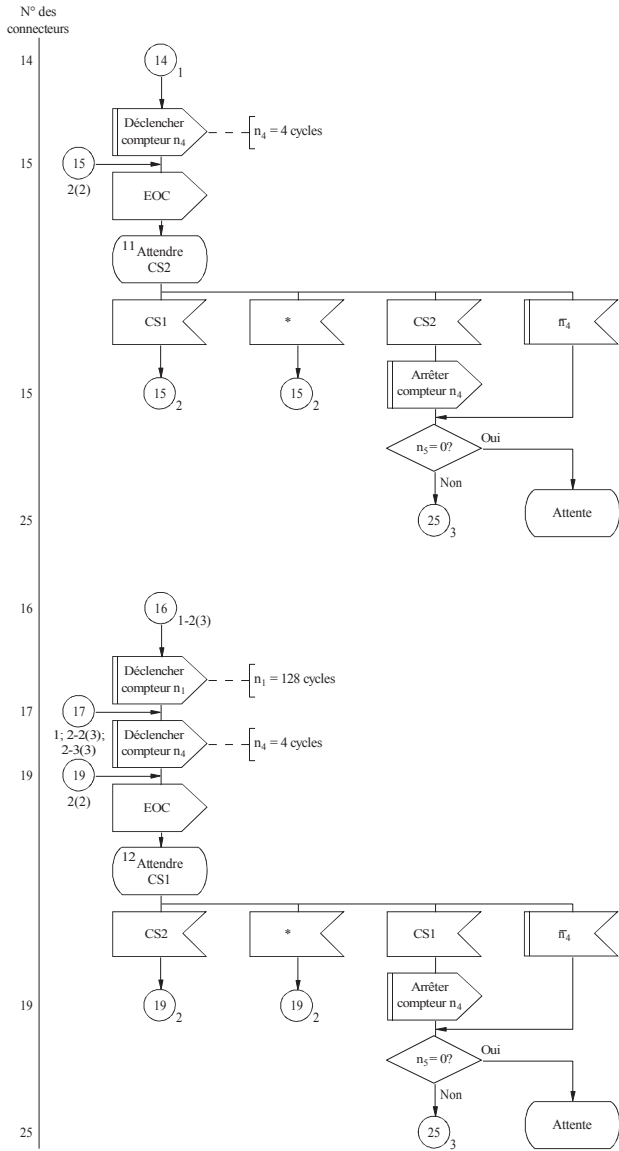 N° des
connecteurs
14
14
1
Déclencher
compteur n4
n4 = 4 cycles
15
15
2(2)
EOC
11 Attendre
CS2
CS1
*
CS2
n̅4
15
15
2
15
2
Arrêter
compteur n4
n5 = 0?
Oui
Non
25
25
3
Attente
16
16
1-2(3)
Déclencher
compteur n1
n1 = 128 cycles
17
17
1; 2-2(3);
2-3(3)
Déclencher
compteur n4
n4 = 4 cycles
19
19
2(2)
EOC
12 Attendre
CS1
CS2
*
CS1
n̅4
19
19
2
19
2
Arrêter
compteur n4
n5 = 0?
Oui
Non
25
25
3
Attente